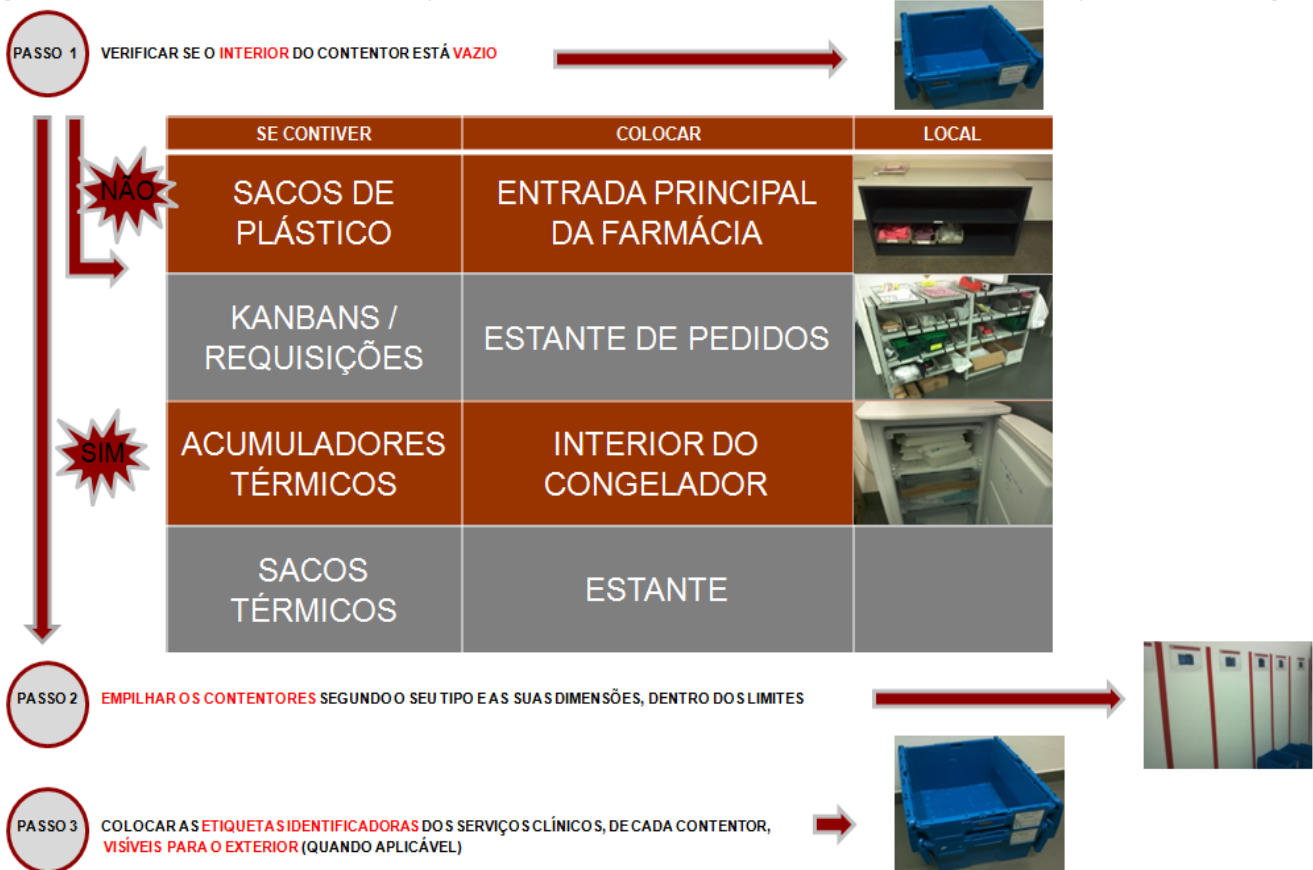 PASSO 1
VERIFICAR SE O INTERIOR DO CONTENTOR ESTÁ VAZIO
SE CONTIVER
COLOCAR
LOCAL
NÃO
SACOS DE
PLÁSTICO
ENTRADA PRINCIPAL
DA FARMÁCIA
KANBANS /
REQUISIÇÕES
ESTANTE DE PEDIDOS
SIM
ACUMULADORES
TÉRMICOS
INTERIOR DO
CONGELADOR
SACOS
TÉRMICOS
ESTANTE
PASSO 2
EMPILHAR OS CONTENTORES SEGUNDO O SEU TIPO E AS SUAS DIMENSÕES, DENTRO DOS LIMITES
PASSO 3
COLOCAR AS ETIQUETAS IDENTIFICADORAS DOS SERVIÇOS CLÍNICOS, DE CADA CONTENTOR,
VISÍVEIS PARA O EXTERIOR (QUANDO APLICÁVEL)